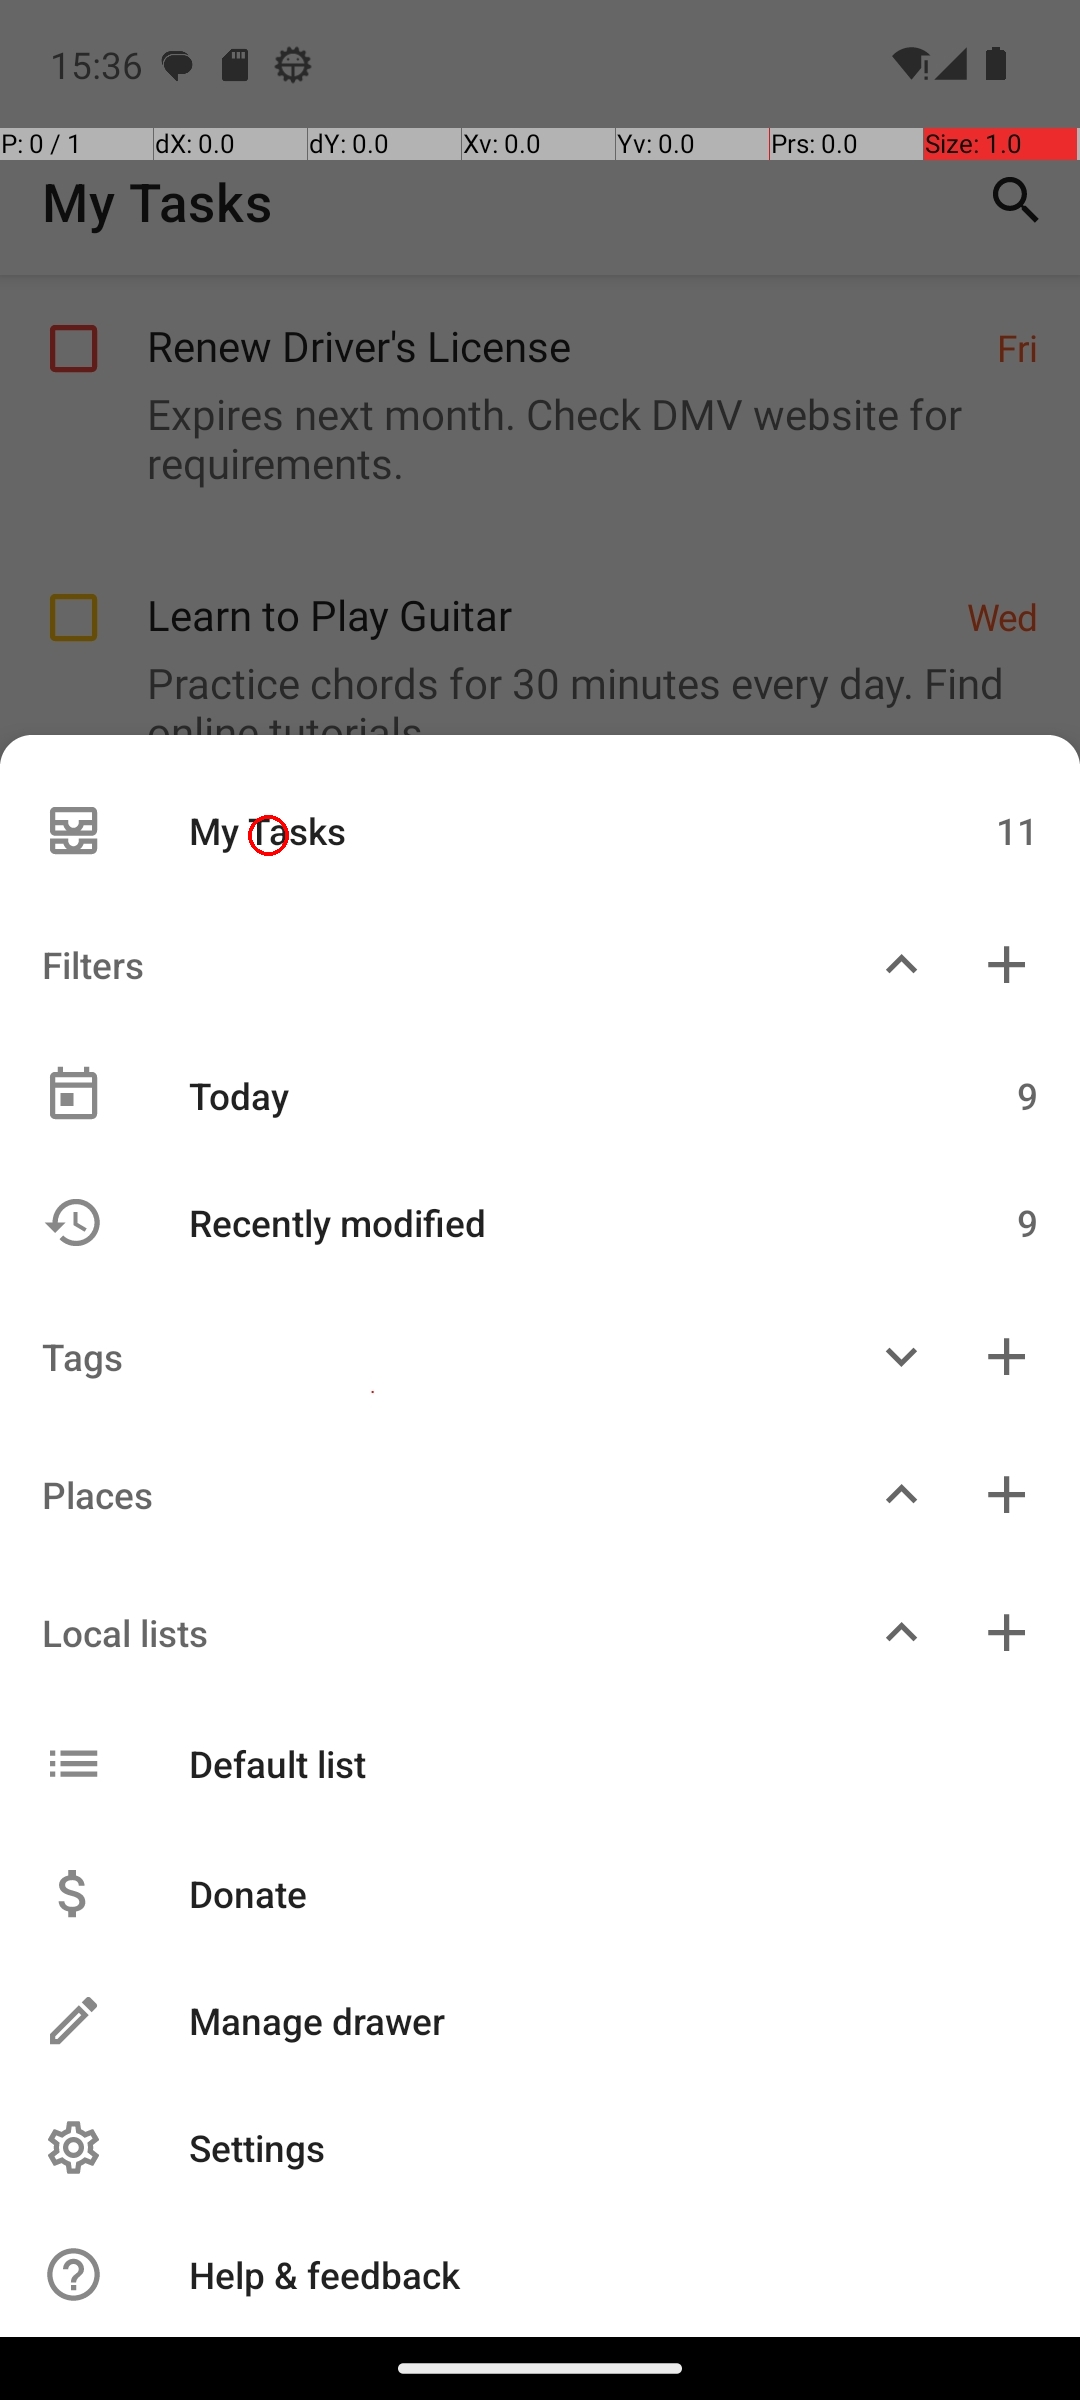 15:36
P: 0 / 1 dX: 0.0 dY: 0.0 Xv: 0.0 Yv: 0.0 Prs: 0.0 Size: 1.0
My Tasks
Renew Driver's License Fri
Expires next month. Check DMV website for
requirements.
Learn to Play Guitar Wed
Practice chords for 30 minutes every day. Find
online tutorials
My Tasks 11
Filters
Today 9
Recently modified 9
Tags
Places
Local lists
Default list
Donate
Manage drawer
Settings
Help & feedback